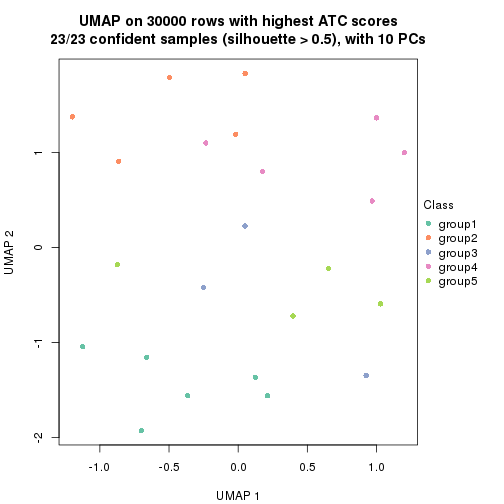 UMAP on 30000 rows with highest ATC scores
23/23 confident samples (silhouette > 0.5), with 10 PCs
1
0
-1
-2
UMAP 2
-1.0
-0.5
0.0
0.5
1.0
UMAP 1
Class
group1
group2
group3
group4
group5